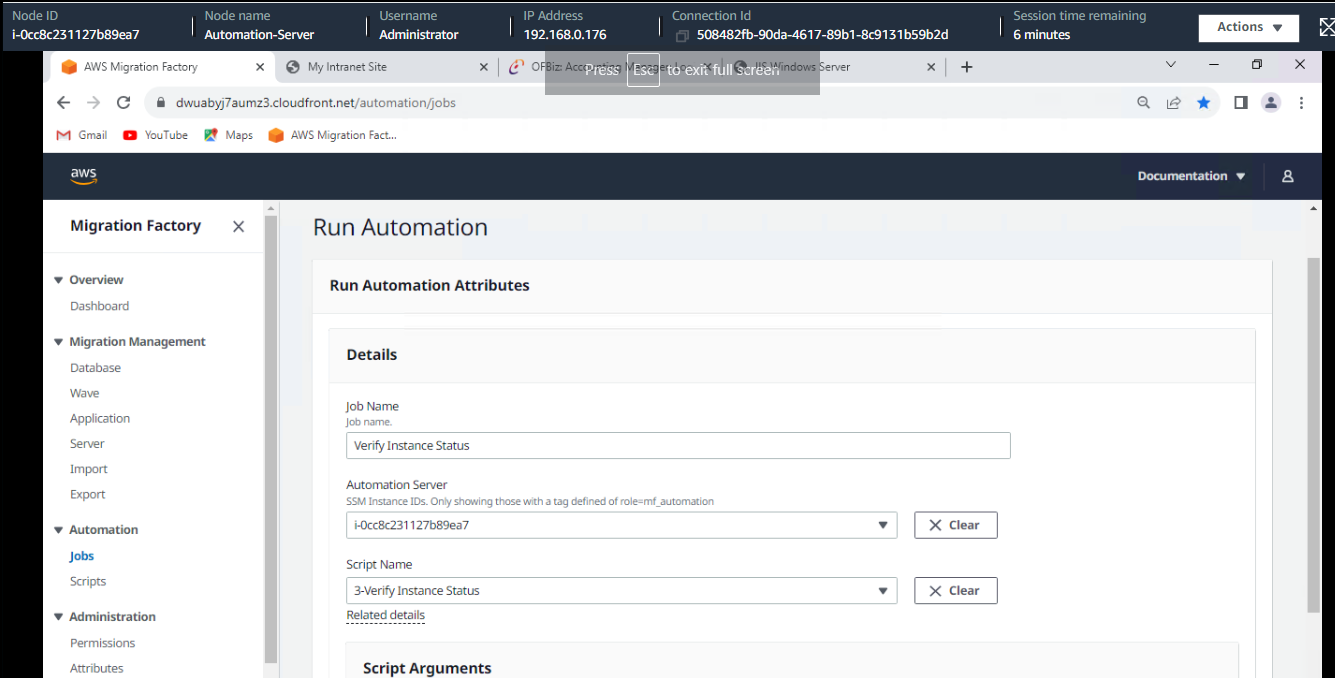 Node ID
i-0cc8c231127b89ea7
Node name
Automation-Server
Username
Administrator
IP Address
192.168.0.176
Connection Id
508482fb-90da-4617-89b1-8c9131b59b2d
Session time remaining
6 minutes
Actions
AWS Migration Factory
My Intranet Site
OFBiz: Accounting Manager: Log
IIS Windows Server
Press Esc to exit full screen
dwuabyj7aumz3.cloudfront.net/automation/jobs
Gmail
YouTube
Maps
AWS Migration Fact...
aws
Documentation
Migration Factory
Overview
Dashboard
Migration Management
Database
Wave
Application
Server
Import
Export
Automation
Jobs
Scripts
Administration
Permissions
Attributes
Run Automation
Run Automation Attributes
Details
Job Name
Job name.
Verify Instance Status
Automation Server
SSM Instance IDs. Only showing those with a tag defined of role=mf_automation
i-0cc8c231127b89ea7
Clear
Script Name
3-Verify Instance Status
Clear
Related details
Script Arguments